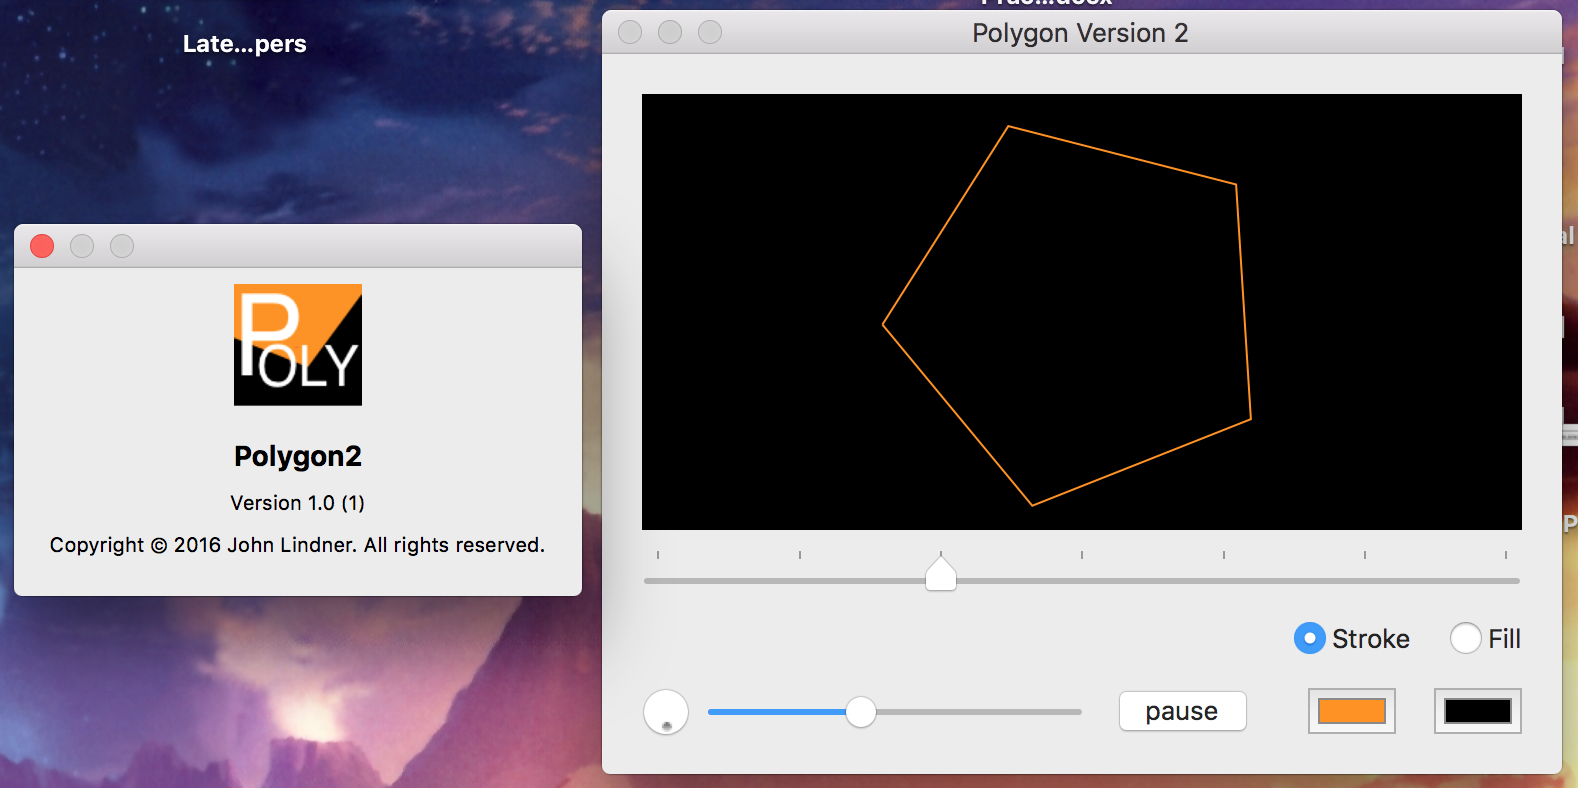 Late...pers
Polygon Version 2
POLY
Polygon2
Version 1.0 (1)
Copyright © 2016 John Lindner. All rights reserved.
Stroke
Fill
pause